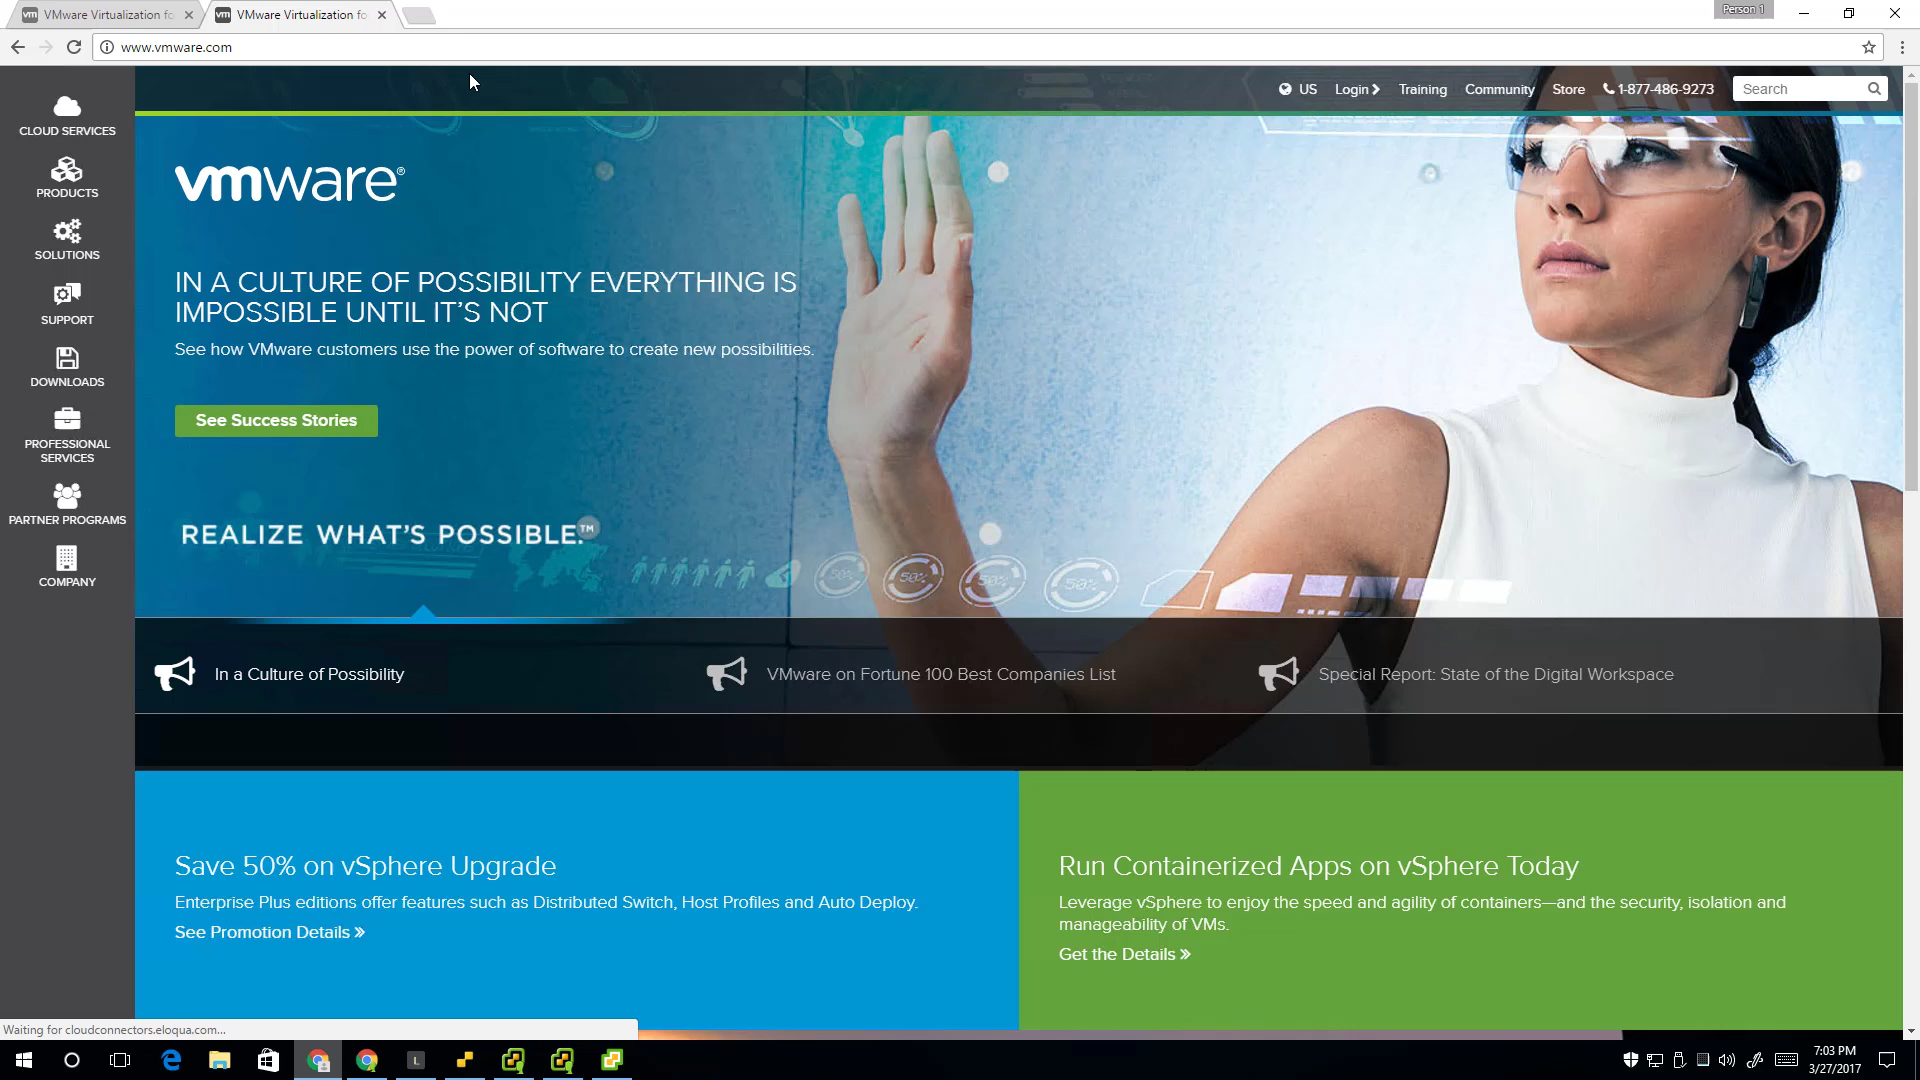 VMware Virtualization fo
VMware Virtualization fo
Person 1
www.vmware.com
US
Login
Training
Community
Store
1-877-486-9273
Search
CLOUD SERVICES
PRODUCTS
SOLUTIONS
SUPPORT
DOWNLOADS
PROFESSIONAL
SERVICES
PARTNER PROGRAMS
COMPANY
vmware®
IN A CULTURE OF POSSIBILITY EVERYTHING IS
IMPOSSIBLE UNTIL IT'S NOT
See how VMware customers use the power of software to create new possibilities.
See Success Stories
REALIZE WHAT'S POSSIBLE.™
50%
50%
50%
50%
In a Culture of Possibility
VMware on Fortune 100 Best Companies List
Special Report: State of the Digital Workspace
Save 50% on vSphere Upgrade
Enterprise Plus editions offer features such as Distributed Switch, Host Profiles and Auto Deploy.
See Promotion Details »
Run Containerized Apps on vSphere Today
Leverage vSphere to enjoy the speed and agility of containers—and the security, isolation and
manageability of VMs.
Get the Details »
Waiting for cloudconnectors.eloqua.com...
L
7:03 PM
3/27/2017